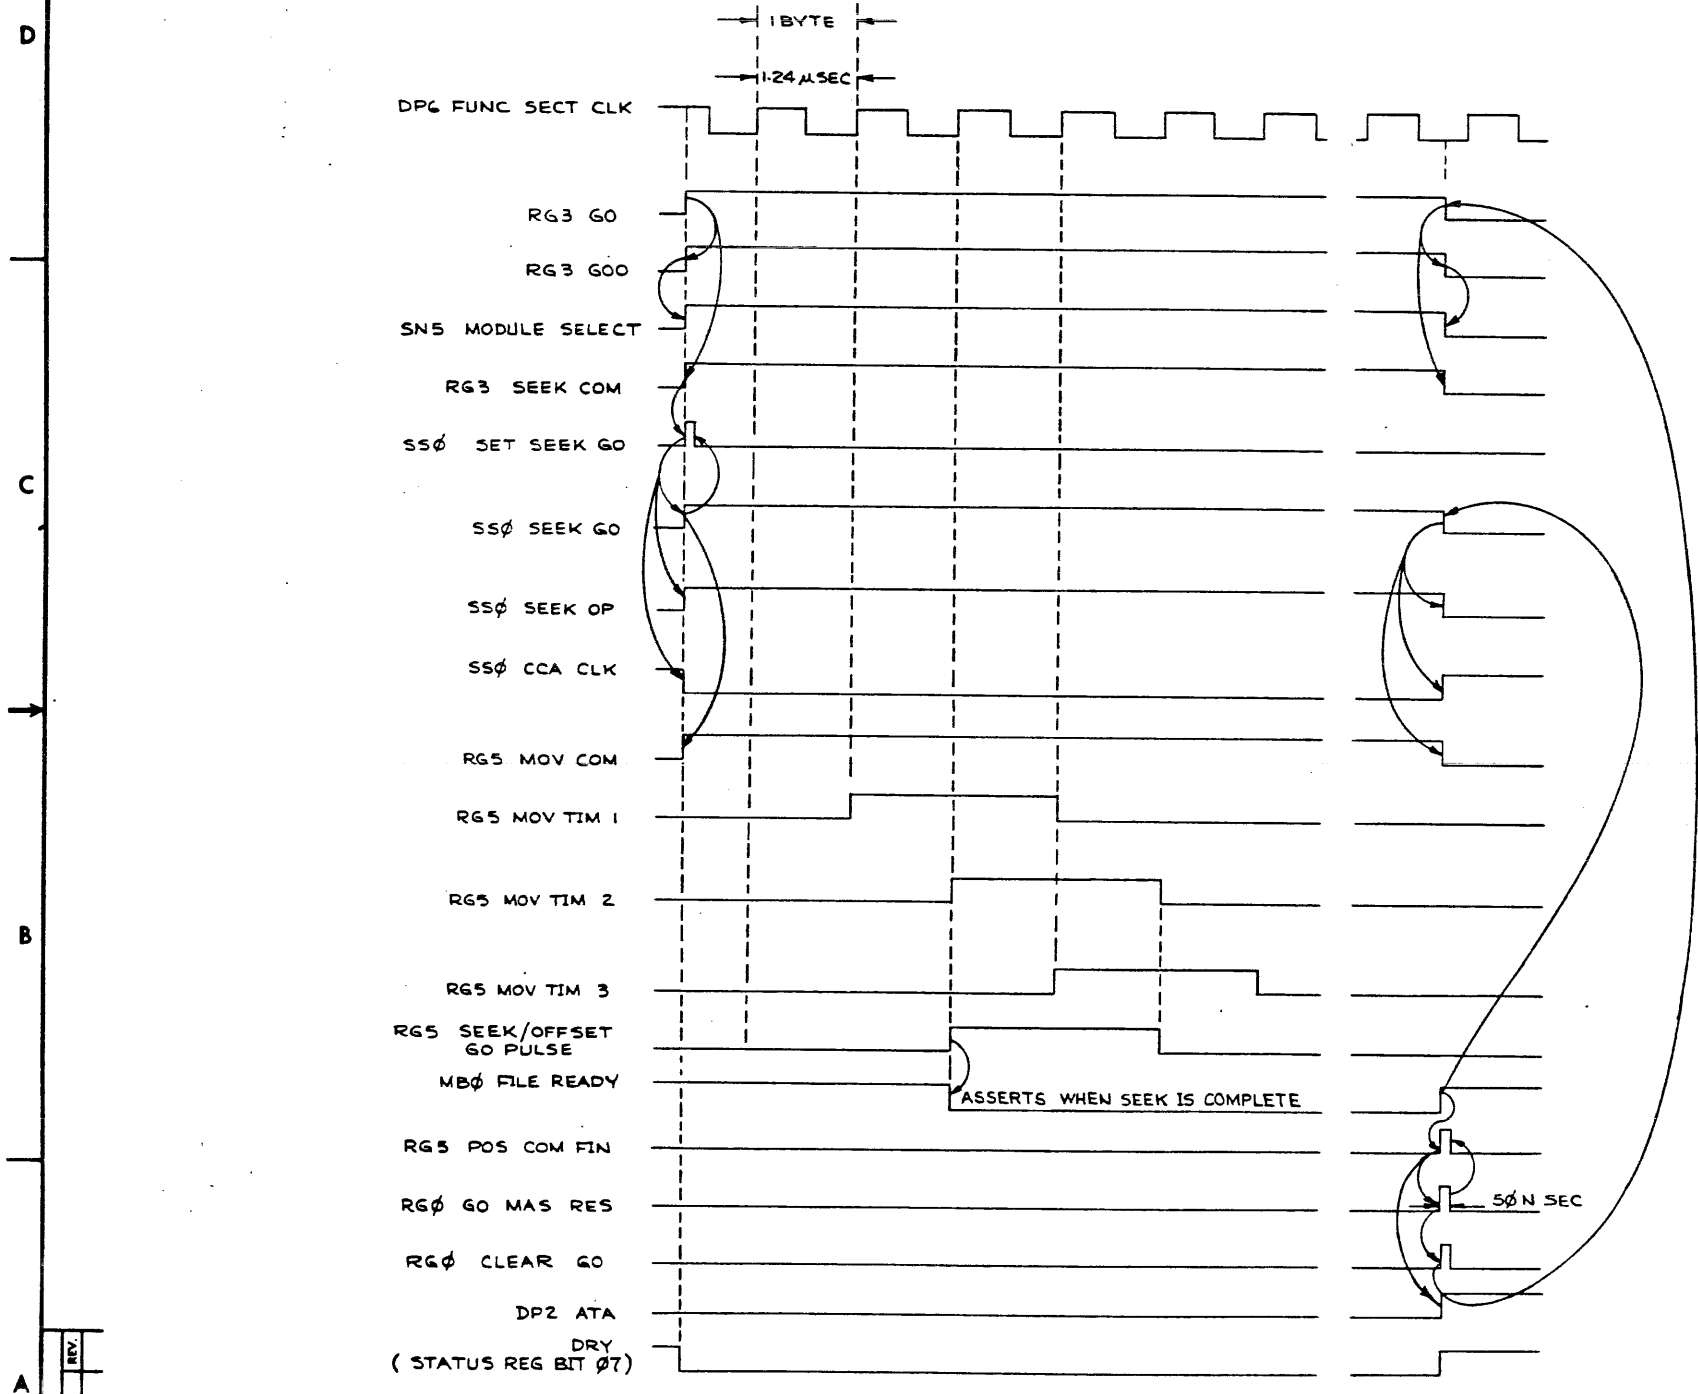 D
1 BYTE
1.24 µSEC
DP6 FUNC SECT CLK
RG3 GO
RG3 GOO
SN5 MODULE SELECT
RG3 SEEK COM
SSØ SET SEEK GO
C
SSØ SEEK GO
SSØ SEEK OP
SSØ CCA CLK
RG5 MOV COM
RG5 MOV TIM 1
RG5 MOV TIM 2
B
RG5 MOV TIM 3
RG5 SEEK/OFFSET
GO PULSE
MBØ FILE READY
ASSERTS WHEN SEEK IS COMPLETE
RG5 POS COM FIN
RGØ GO MAS RES
5Ø N SEC
RGØ CLEAR GO
DP2 ATA
DRY
(STATUS REG BIT Ø7)
REV.
A